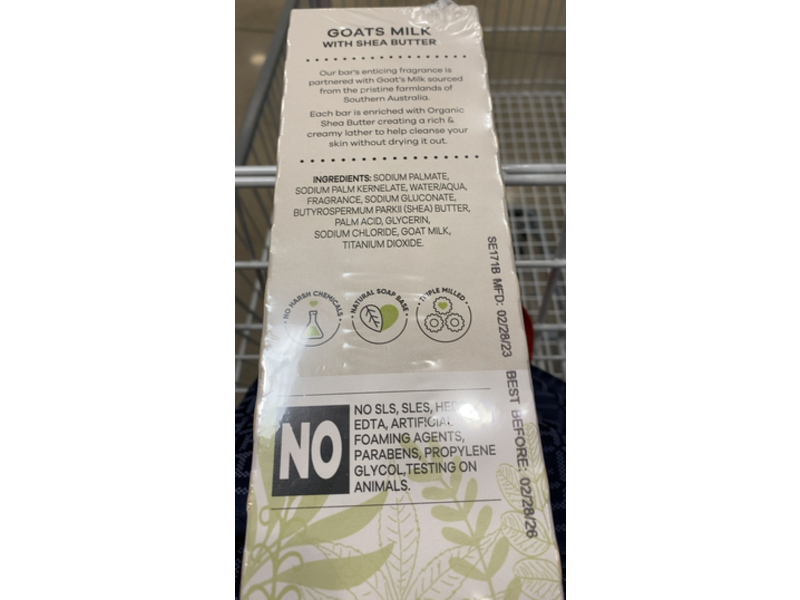 GOATS MILK
WITH SHEA BUTTER
Our bar's enticing fragrance is
partnered with Goat's Milk sourced
from the pristine farmlands of
Southern Australia.
Each bar is enriched with Organic
Shea Butter creating a rich &
creamy lather to help cleanse your
skin without drying it out.
INGREDIENTS: SODIUM PALMATE,
SODIUM PALM KERNELATE, WATER/AQUA,
FRAGRANCE, SODIUM GLUCONATE,
BUTYROSPERMUM PARKII (SHEA) BUTTER,
PALM ACID, GLYCERIN,
SODIUM CHLORIDE, GOAT MILK,
TITANIUM DIOXIDE.
NO HARSH CHEMICALS
NATURAL SOAP BASE
TRIPLE MILLED
NO
NO SLS, SLES,
EDTA, ARTIFICIAL
FOAMING AGENTS,
PARABENS, PROPYLENE
GLYCOL,TESTING ON
ANIMALS.
SE171B MFD: 02/28/23 BEST BEFORE: 02/28/26